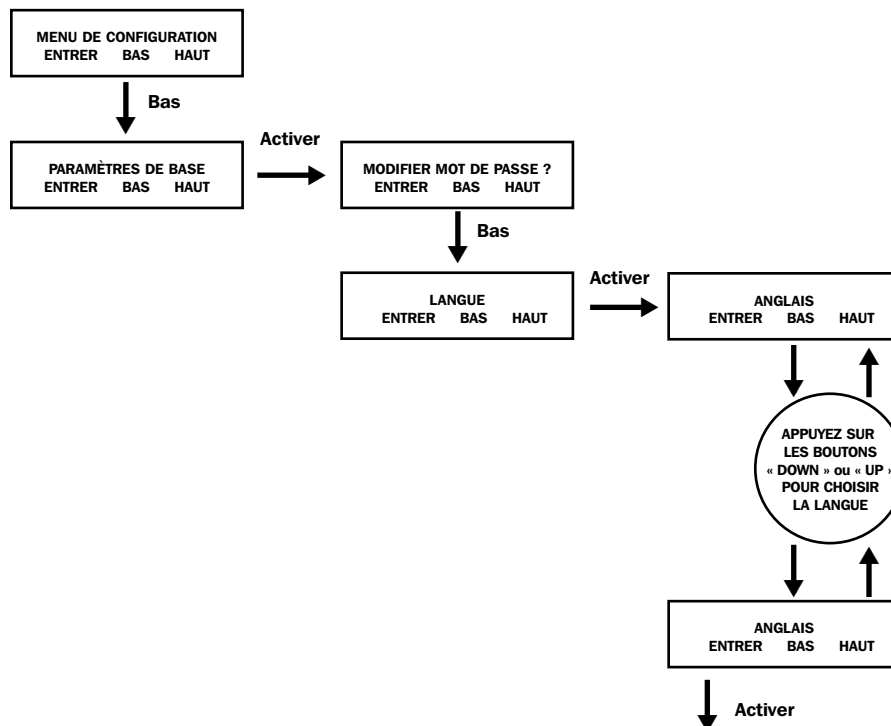 MENU DE CONFIGURATION
ENTRER BAS HAUT
Bas
Activer
PARAMÈTRES DE BASE
ENTRER BAS HAUT
MODIFIER MOT DE PASSE ?
ENTRER BAS HAUT
Bas
Activer
LANGUE
ENTRER BAS HAUT
ANGLAIS
ENTRER BAS HAUT
APPUYEZ SUR
LES BOUTONS
« DOWN » ou « UP »
POUR CHOISIR
LA LANGUE
ANGLAIS
ENTRER BAS HAUT
Activer